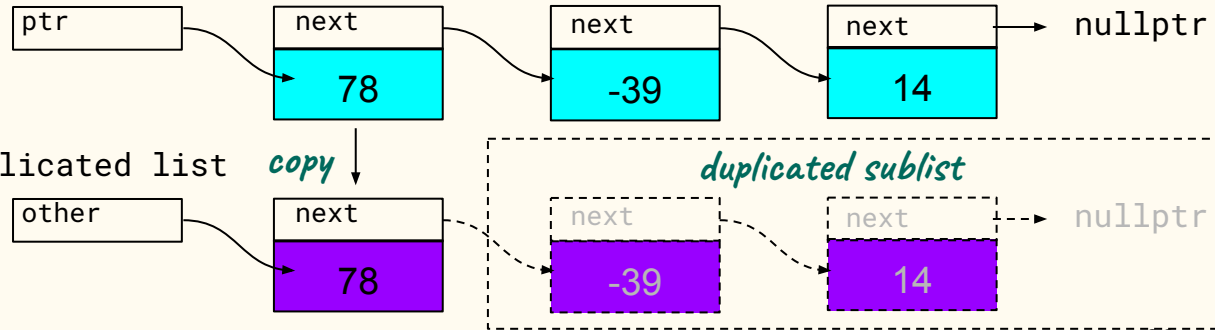 ptr next next next nullptr
78 -39 14
licated list copy duplicated sublist
other next next next nullptr
78 -39 14